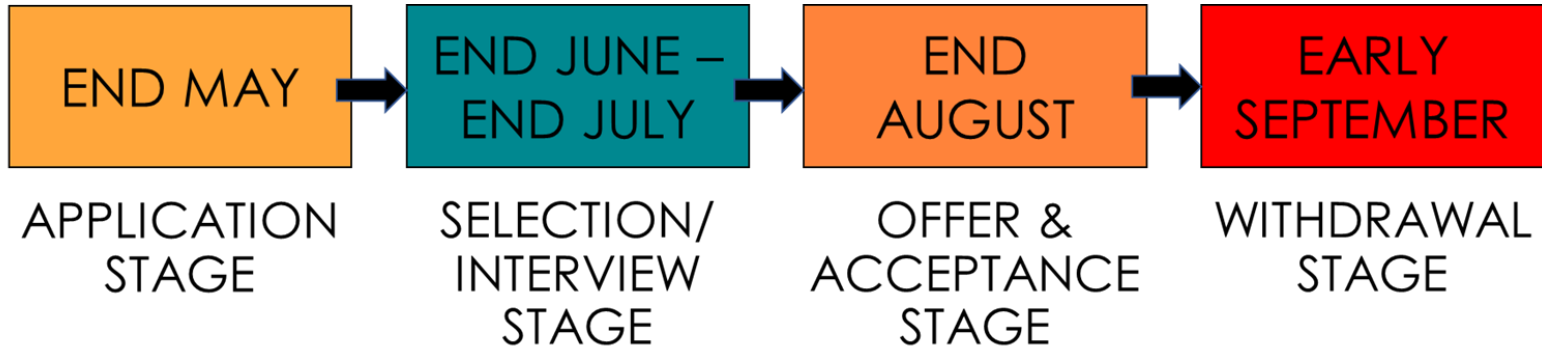 END MAY
END JUNE –
END JULY
END
AUGUST
EARLY
SEPTEMBER
APPLICATION
STAGE
SELECTION/
INTERVIEW
STAGE
OFFER &
ACCEPTANCE
STAGE
WITHDRAWAL
STAGE